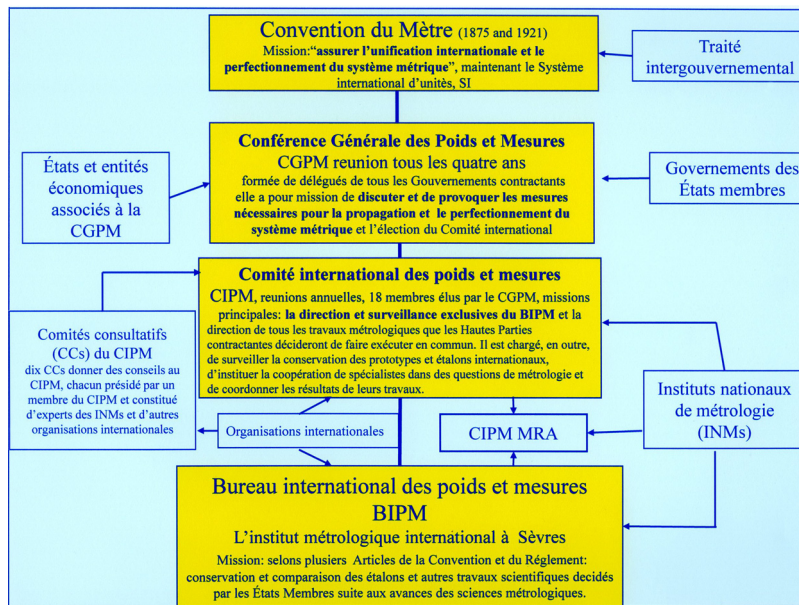 Convention du Mètre (1875 and 1921)
Mission:“assurer l’unification internationale et le
perfectionnement du système métrique”, maintenant le Système
international d’unitès, SI
Traité
intergouvernemental
Conférence Générale des Poids et Mesures
CGPM reunion tous les quatre ans
formée de délégués de tous les Gouvernements contractants
elle a pour mission de discuter et de provoquer les mesures
nécessaires pour la propagation et le perfectionnement du
système métrique et l’élection du Comité international
États et entités
économiques
associés à la
CGPM
Governements des
États membres
Comité international des poids et mesures
CIPM, reunions annuelles, 18 membres élus par le CGPM, missions
principales: la direction et surveillance exclusives du BIPM et la
direction de tous les travaux métrologiques que les Hautes Parties
contractantes décideront de faire exécuter en commun. Il est chargé, en outre,
de surveiller la conservation des prototypes et étalons internationaux,
d’instituer la coopération de spécialistes dans des questions de métrologie et
de coordonner les résultats de leurs travaux.
Comités consultatifs
(CCs) du CIPM
dix CCs donner des conseils au
CIPM, chacun présidé par un
membre du CIPM et constitué
d’experts des INMs et d’autres
organisations internationales
Organisations internationales
CIPM MRA
Instituts nationaux
de métrologie
(INMs)
Bureau international des poids et mesures
BIPM
L’institut métrologique international à Sèvres
Mission: selons plusiers Articles de la Convention et du Réglement:
conservation et comparaison des étalons et autres travaux scientifiques decidés
par les États Membres suite aux avances des sciences métrologiques.